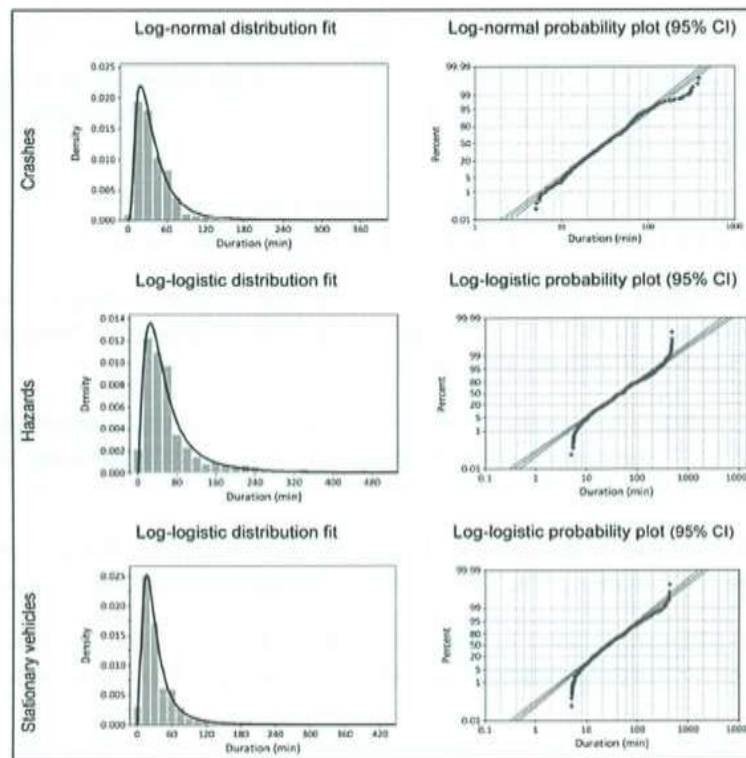 Log-normal distribution fit
Log-normal probability plot (95% CI)
Crashes
Density
0.025
0.020
0.015
0.010
0.005
0.000
0 60 120 180 240 300 360
Duration (min)
Percent
99.99
99
95
80
50
20
5
1
0.01
1 10 100 1000
Duration (min)
Log-logistic distribution fit
Log-logistic probability plot (95% CI)
Hazards
Density
0.014
0.012
0.010
0.008
0.006
0.004
0.002
0.000
0 80 160 240 320 400 480
Duration (min)
Percent
99.99
99
95
80
50
20
5
1
0.01
0.1 1 10 100 1000 10000
Duration (min)
Log-logistic distribution fit
Log-logistic probability plot (95% CI)
Stationary vehicles
Density
0.025
0.020
0.015
0.010
0.005
0.000
0 60 120 180 240 300 360 420
Duration (min)
Percent
99.99
99
95
80
50
20
5
1
0.01
0.1 1 10 100 1000 10000
Duration (min)